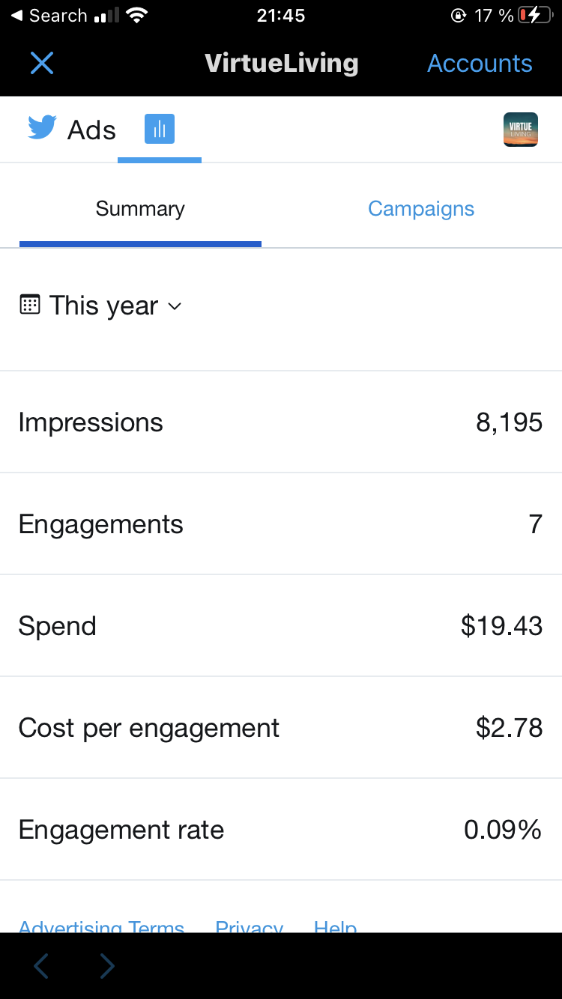 Search 21:45 17 %
VirtueLiving Accounts
Ads VIRTUE
LIVING
Summary Campaigns
This year
Impressions 8,195
Engagements 7
Spend $19.43
Cost per engagement $2.78
Engagement rate 0.09%
Advertising Terms Privacy Help